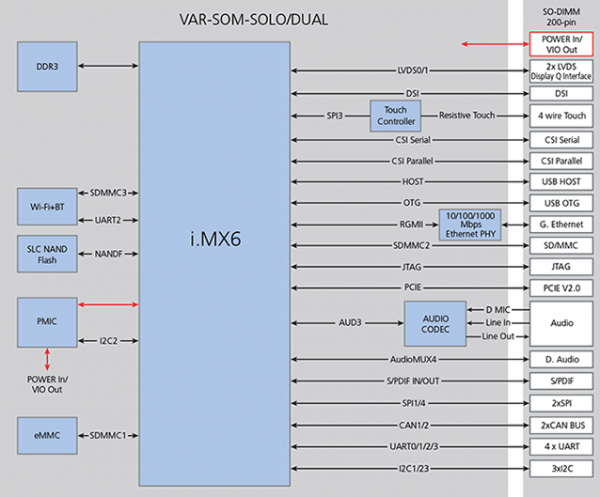 VAR-SOM-SOLO/DUAL
SO-DIMM
200-pin
POWER In/
VIO Out
DDR3
LVDS0/1
2x LVDS
Display Q Interface
DSI
DSI
SPI3
Touch
Controller
Resistive Touch
4 wire Touch
CSI Serial
CSI Serial
CSI Parallel
CSI Parallel
HOST
USB HOST
Wi-Fi+BT
SDMMC3
UART2
OTG
USB OTG
RGMII
10/100/1000
Mbps
Ethernet PHY
G. Ethernet
i.MX6
SLC NAND
Flash
NANDF
SDMMC2
SD/MMC
JTAG
JTAG
PCIE
PCIE V2.0
PMIC
I2C2
POWER In/
VIO Out
AUD3
AUDIO
CODEC
D MIC
Line In
Line Out
Audio
AudioMUX4
D. Audio
S/PDIF IN/OUT
S/PDIF
SPI1/4
2xSPI
eMMC
SDMMC1
CAN1/2
2xCAN BUS
UART0/1/2/3
4 x UART
I2C1/23
3xI2C